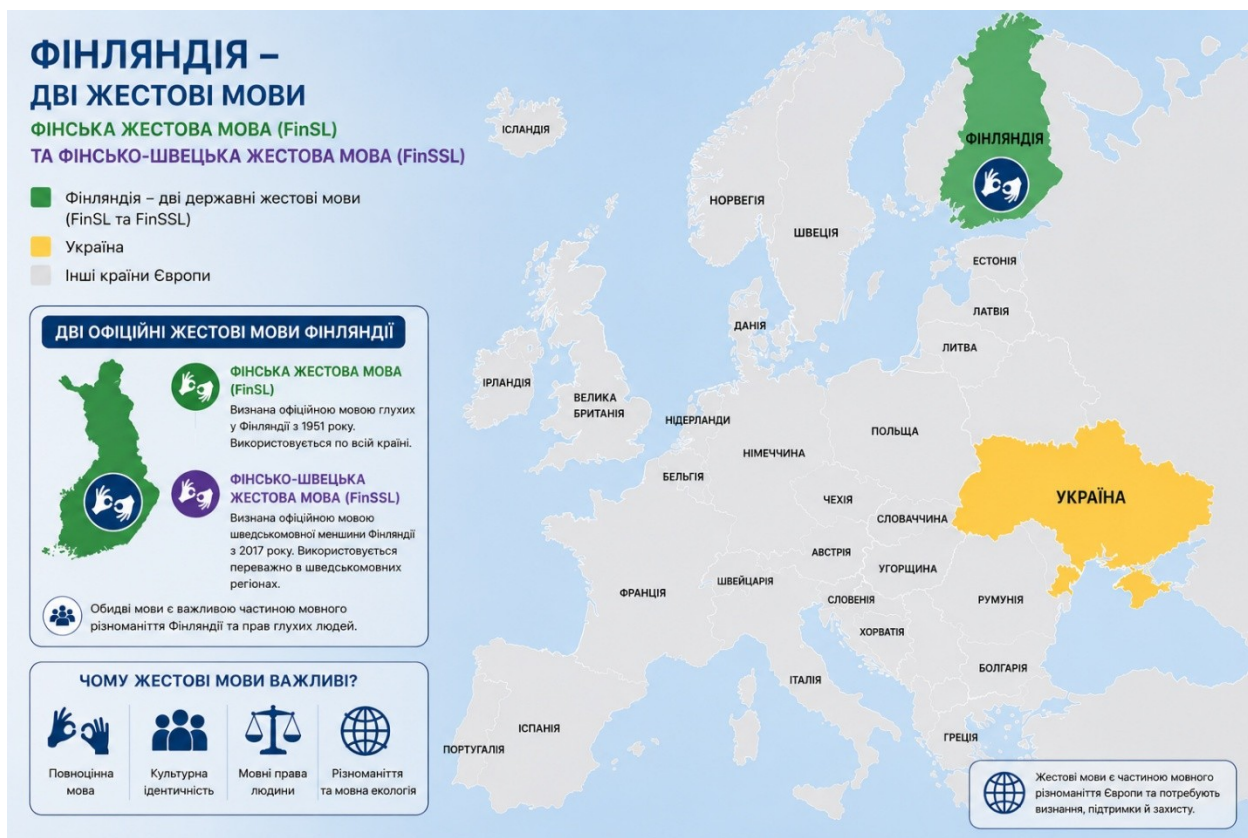 ФІНЛЯНДІЯ –
ДВІ ЖЕСТОВІ МОВИ
ФІНСЬКА ЖЕСТОВА МОВА (FinSL)
ТА ФІНСЬКО-ШВЕЦЬКА ЖЕСТОВА МОВА (FinSSL)
Фінляндія – дві державні жестові мови
(FinSL та FinSSL)
Україна
Інші країни Європи
ДВІ ОФІЦІЙНІ ЖЕСТОВІ МОВИ ФІНЛЯНДІЇ
ФІНСЬКА ЖЕСТОВА МОВА
(FinSL)
Визнана офіційною мовою глухих
у Фінляндії з 1951 року.
Використовується по всій країні.
ФІНСЬКО-ШВЕЦЬКА
ЖЕСТОВА МОВА (FinSSL)
Визнана офіційною мовою
шведськомовної меншини Фінляндії
з 2017 року. Використовується
переважно в шведськомовних
регіонах.
Обидві мови є важливою частиною мовного
різноманіття Фінляндії та прав глухих людей.
ЧОМУ ЖЕСТОВІ МОВИ ВАЖЛИВІ?
Повноцінна
мова
Культурна
ідентичність
Мовні права
людини
Різноманіття
та мовна екологія
ІСЛАНДІЯ
ФІНЛЯНДІЯ
НОРВЕГІЯ
ШВЕЦІЯ
ЕСТОНІЯ
ЛАТВІЯ
ДАНІЯ
ЛИТВА
ІРЛАНДІЯ
ВЕЛИКА
БРИТАНІЯ
НІДЕРЛАНДИ
ПОЛЬЩА
НІМЕЧЧИНА
БЕЛЬГІЯ
ЧЕХІЯ
УКРАЇНА
СЛОВАЧЧИНА
АВСТРІЯ
УГОРЩИНА
ШВЕЙЦАРІЯ
ФРАНЦІЯ
СЛОВЕНІЯ
РУМУНІЯ
ХОРВАТІЯ
БОЛГАРІЯ
ІТАЛІЯ
ІСПАНІЯ
ГРЕЦІЯ
ПОРТУГАЛІЯ
Жестові мови є частиною мовного
різноманіття Європи та потребують
визнання, підтримки й захисту.